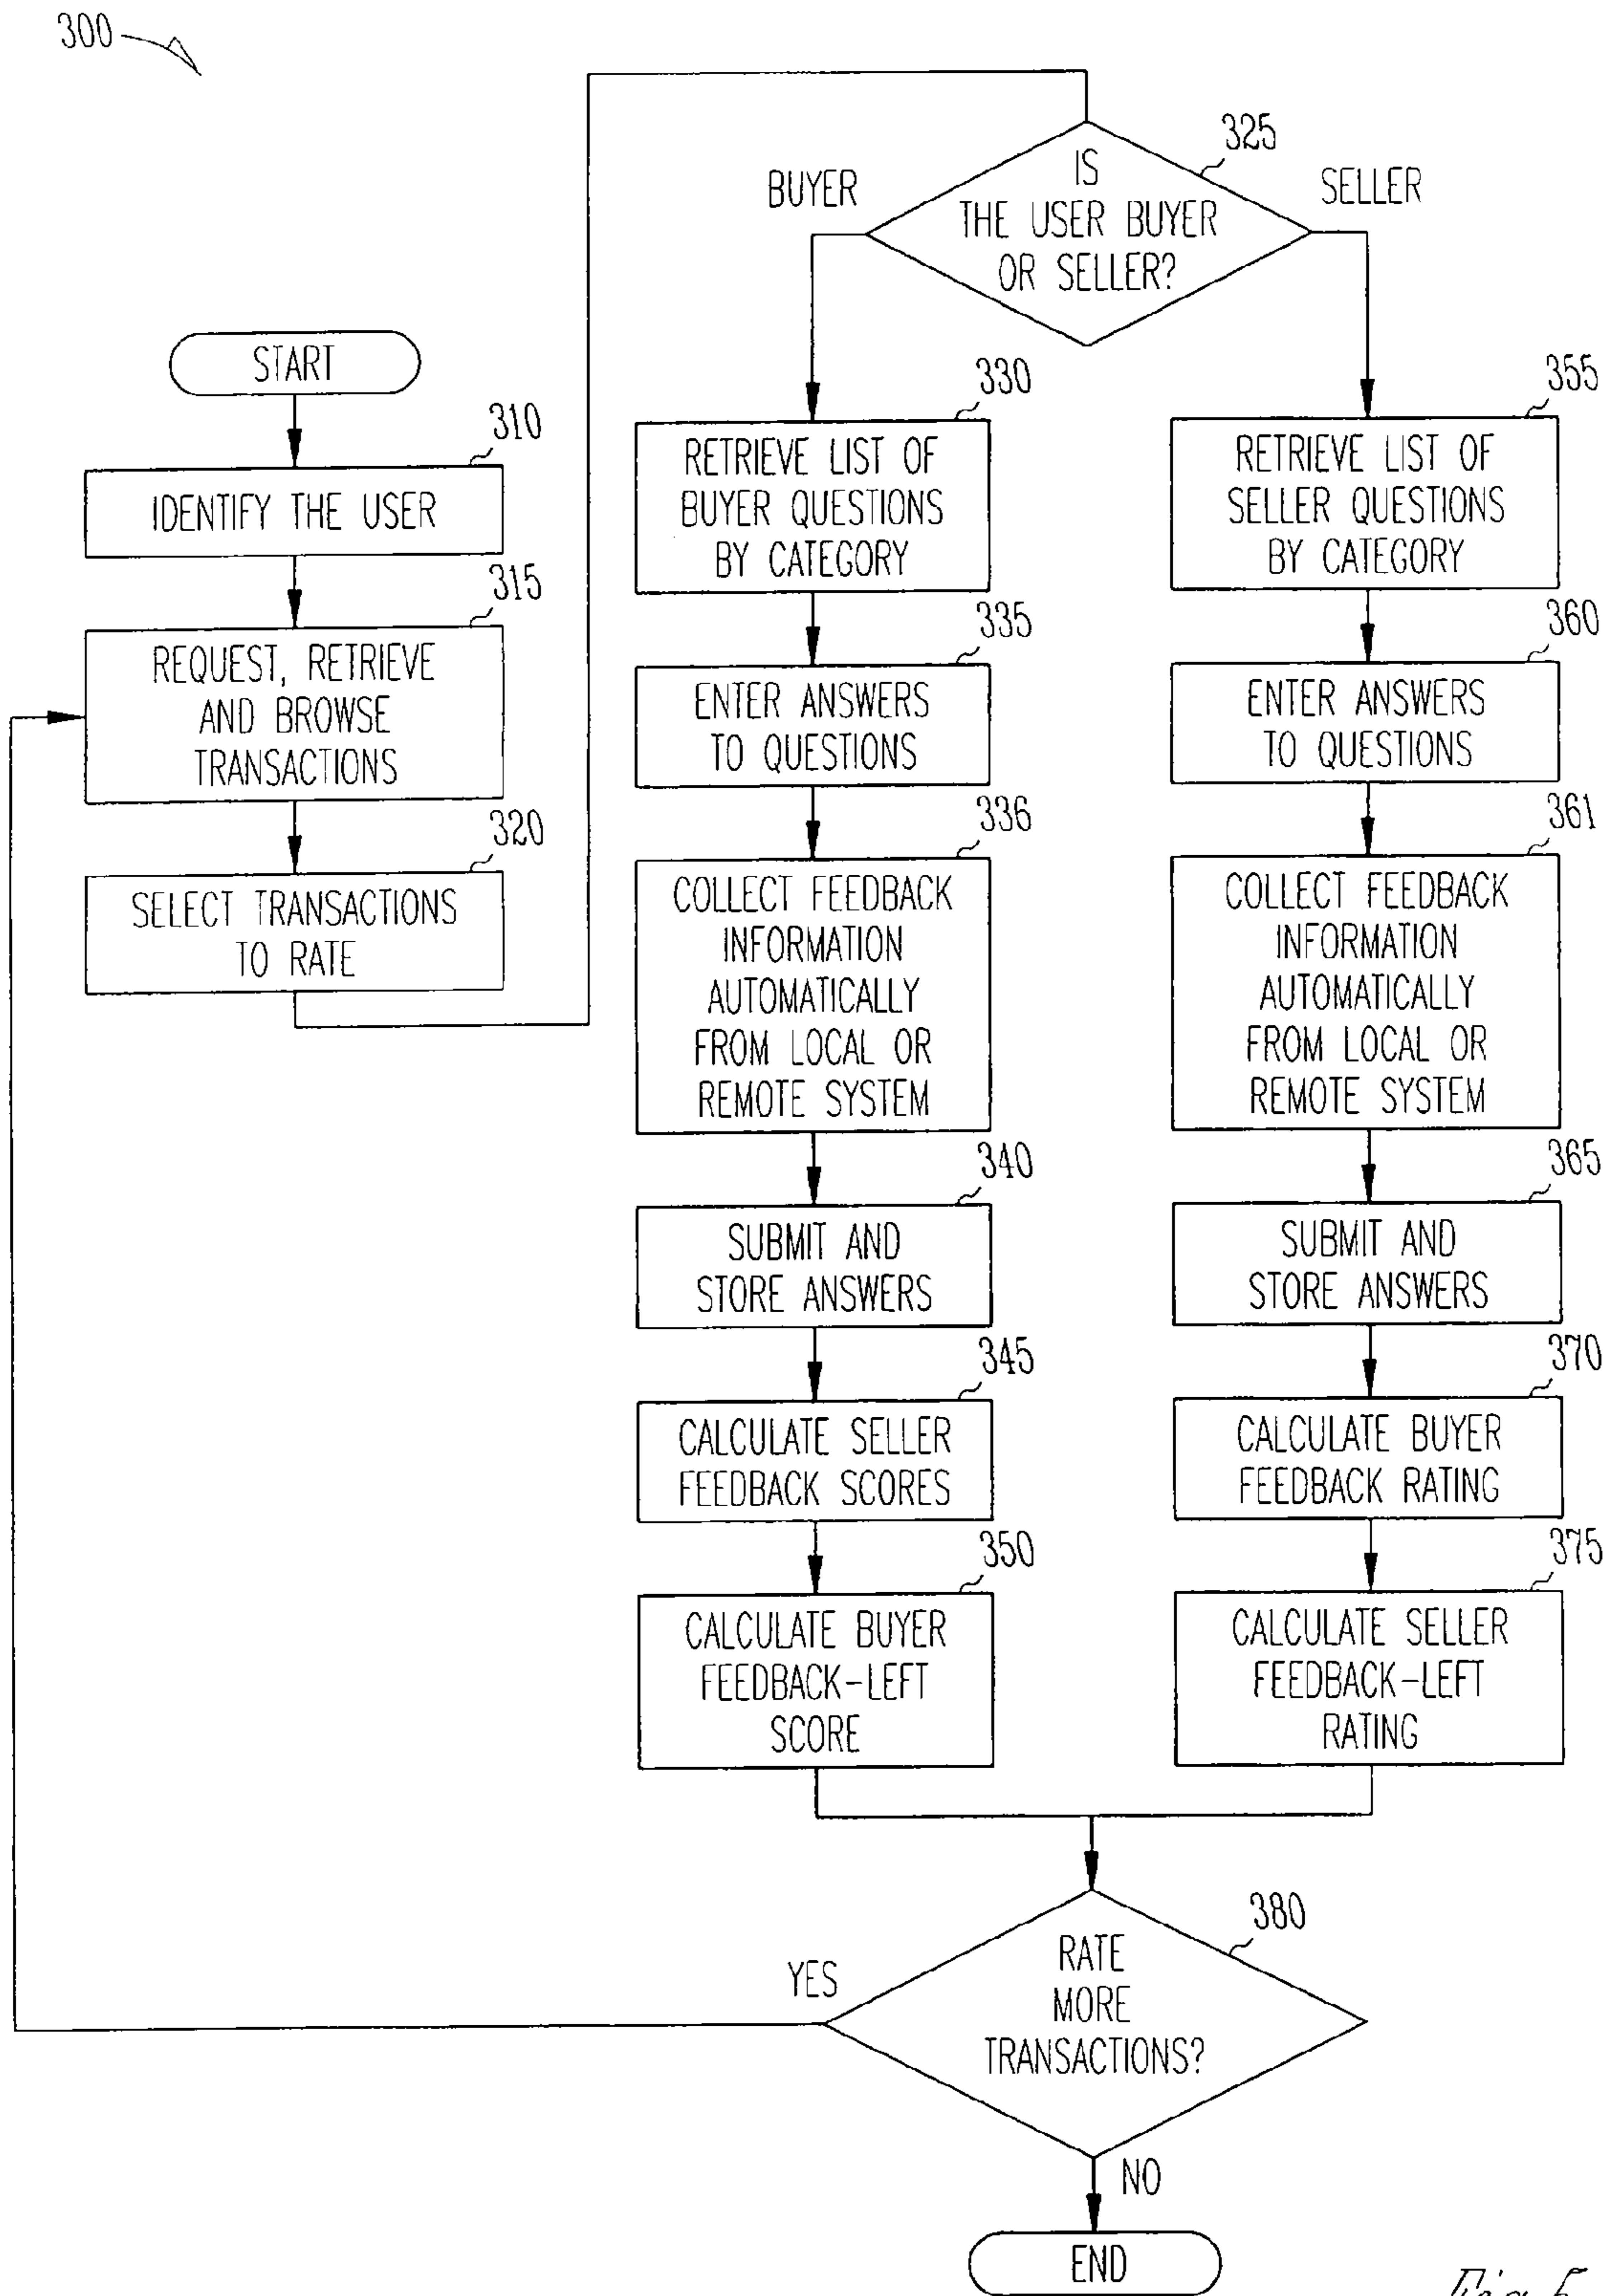 300
START
310
IDENTIFY THE USER
315
REQUEST, RETRIEVE
AND BROWSE
TRANSACTIONS
320
SELECT TRANSACTIONS
TO RATE
325
IS
THE USER BUYER
OR SELLER?
BUYER
SELLER
330
RETRIEVE LIST OF
BUYER QUESTIONS
BY CATEGORY
335
ENTER ANSWERS
TO QUESTIONS
336
COLLECT FEEDBACK
INFORMATION
AUTOMATICALLY
FROM LOCAL OR
REMOTE SYSTEM
340
SUBMIT AND
STORE ANSWERS
345
CALCULATE SELLER
FEEDBACK SCORES
350
CALCULATE BUYER
FEEDBACK-LEFT
SCORE
355
RETRIEVE LIST OF
SELLER QUESTIONS
BY CATEGORY
360
ENTER ANSWERS
TO QUESTIONS
361
COLLECT FEEDBACK
INFORMATION
AUTOMATICALLY
FROM LOCAL OR
REMOTE SYSTEM
365
SUBMIT AND
STORE ANSWERS
370
CALCULATE BUYER
FEEDBACK RATING
375
CALCULATE SELLER
FEEDBACK-LEFT
RATING
380
RATE
MORE
TRANSACTIONS?
YES
NO
END